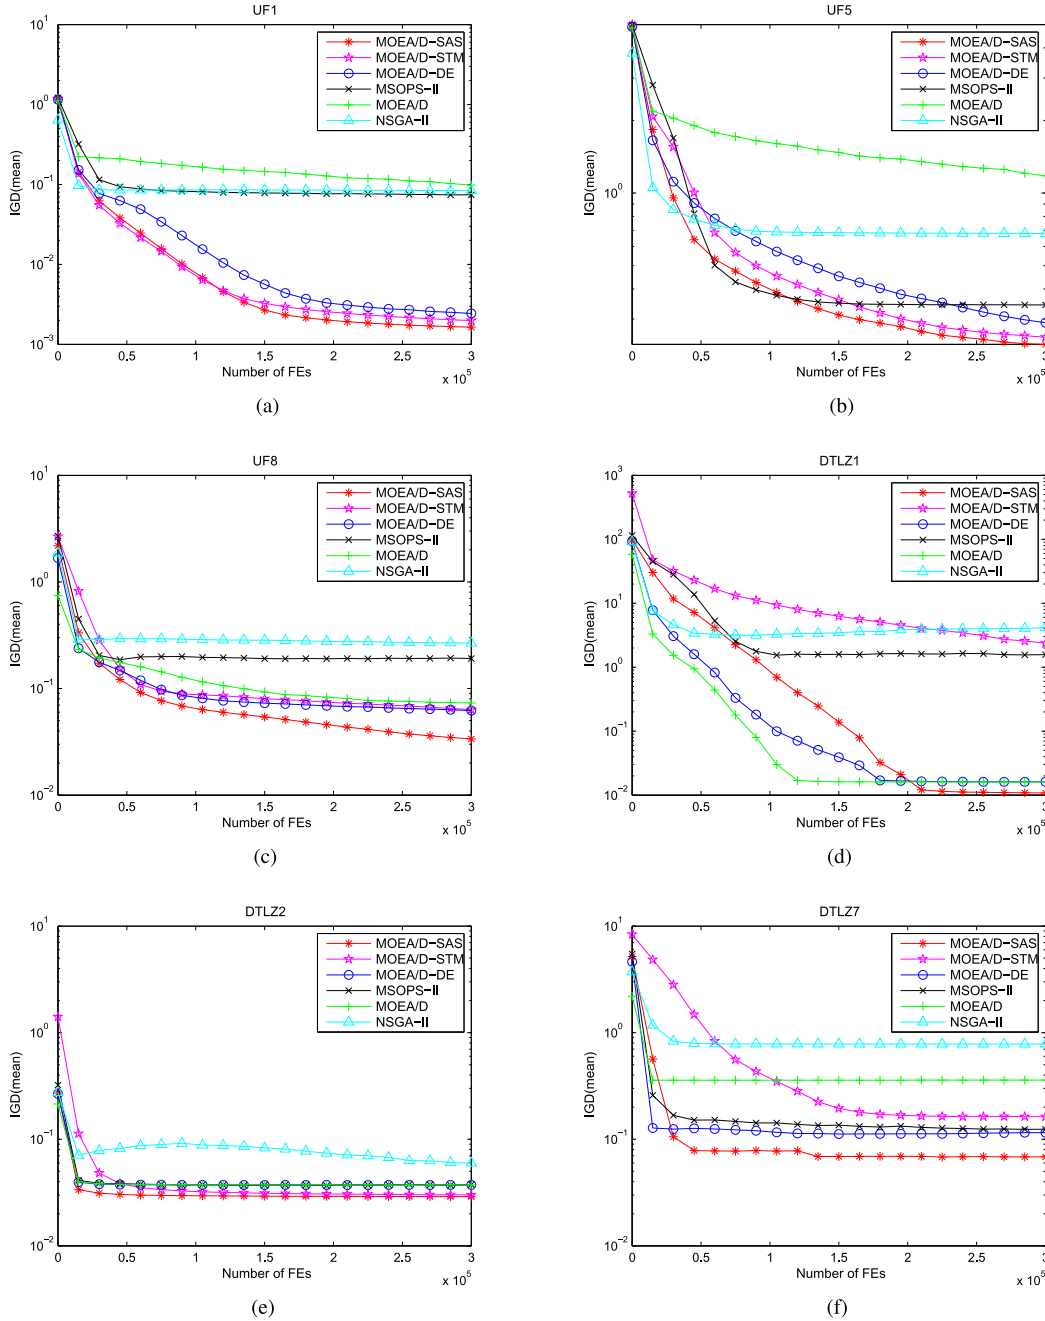 UF1
IGD(mean)
10^1
10^0
10^-1
10^-2
10^-3
MOEA/D-SAS
MOEA/D-STM
MOEA/D-DE
MSOPS-II
MOEA/D
NSGA-II
0 0.5 1 1.5 2 2.5 3
Number of FEs
x 10^5
(a)
UF5
IGD(mean)
10^0
MOEA/D-SAS
MOEA/D-STM
MOEA/D-DE
MSOPS-II
MOEA/D
NSGA-II
0 0.5 1 1.5 2 2.5 3
Number of FEs
x 10^5
(b)
UF8
IGD(mean)
10^1
10^0
10^-1
10^-2
MOEA/D-SAS
MOEA/D-STM
MOEA/D-DE
MSOPS-II
MOEA/D
NSGA-II
0 0.5 1 1.5 2 2.5 3
Number of FEs
x 10^5
(c)
DTLZ1
IGD(mean)
10^3
10^2
10^1
10^0
10^-1
10^-2
MOEA/D-SAS
MOEA/D-STM
MOEA/D-DE
MSOPS-II
MOEA/D
NSGA-II
0 0.5 1 1.5 2 2.5 3
Number of FEs
x 10^5
(d)
DTLZ2
IGD(mean)
10^1
10^0
10^-1
10^-2
MOEA/D-SAS
MOEA/D-STM
MOEA/D-DE
MSOPS-II
MOEA/D
NSGA-II
0 0.5 1 1.5 2 2.5 3
Number of FEs
x 10^5
(e)
DTLZ7
IGD(mean)
10^1
10^0
10^-1
10^-2
MOEA/D-SAS
MOEA/D-STM
MOEA/D-DE
MSOPS-II
MOEA/D
NSGA-II
0 0.5 1 1.5 2 2.5 3
Number of FEs
x 10^5
(f)